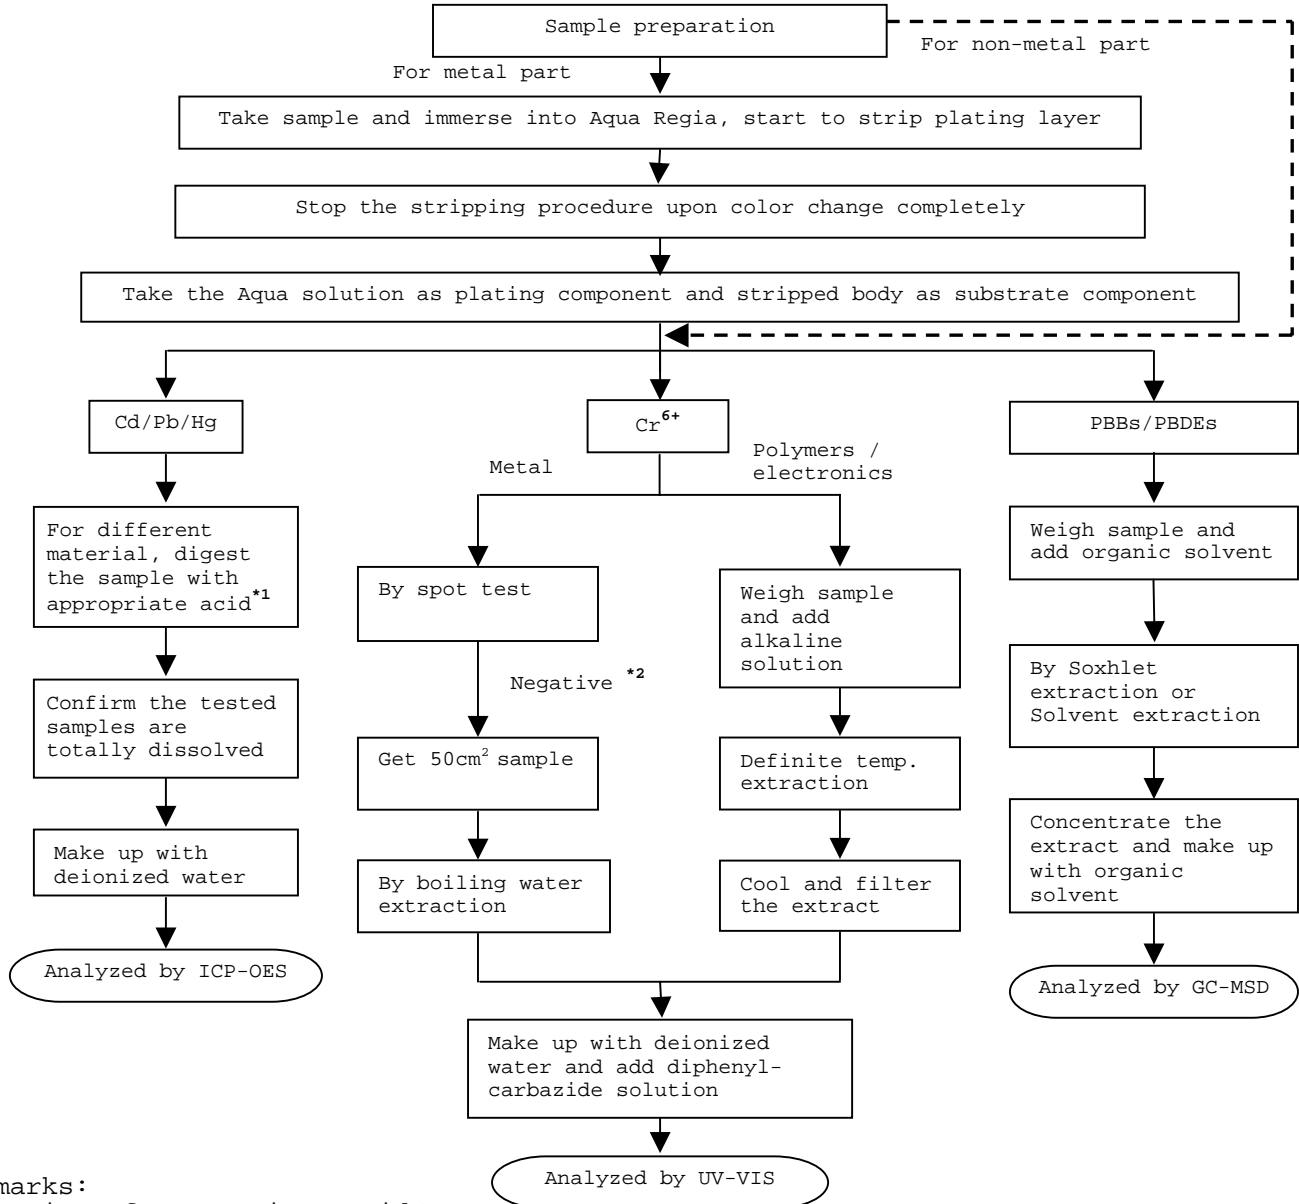 Sample preparation
For non-metal part
For metal part
Take sample and immerse into Aqua Regia, start to strip plating layer
Stop the stripping procedure upon color change completely
Take the Aqua solution as plating component and stripped body as substrate component
Cd/Pb/Hg
Cr6+
PBBs/PBDEs
Metal
Polymers /
electronics
For different
material, digest
the sample with
appropriate acid*1
Confirm the tested
samples are
totally dissolved
Make up with
deionized water
Analyzed by ICP-OES
By spot test
Negative *2
Get 50cm2 sample
By boiling water
extraction
Weigh sample
and add
alkaline
solution
Definite temp.
extraction
Cool and filter
the extract
Make up with deionized
water and add diphenyl-
carbazide solution
Analyzed by UV-VIS
Weigh sample and
add organic solvent
By Soxhlet
extraction or
Solvent extraction
Concentrate the
extract and make up
with organic
solvent
Analyzed by GC-MSD
marks: